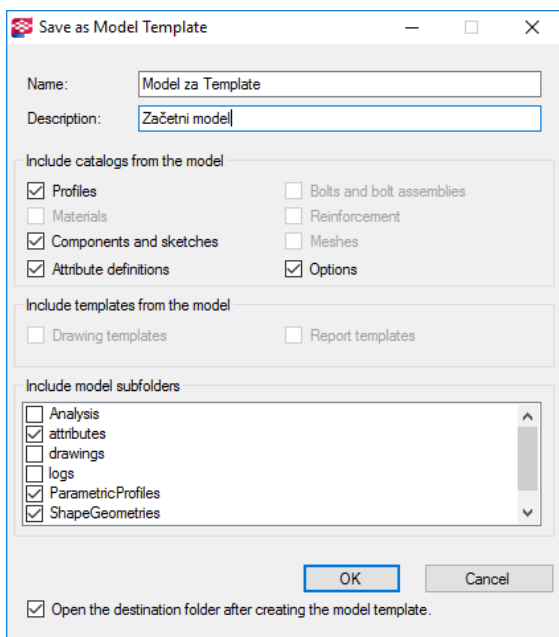 Save as Model Template
Name: Model za Template
Description: Začetni model
Include catalogs from the model
Profiles Bolts and bolt assemblies
Materials Reinforcement
Components and sketches Meshes
Attribute definitions Options
Include templates from the model
Drawing templates Report templates
Include model subfolders
Analysis
attributes
drawings
logs
ParametricProfiles
ShapeGeometries
OK Cancel
Open the destination folder after creating the model template.